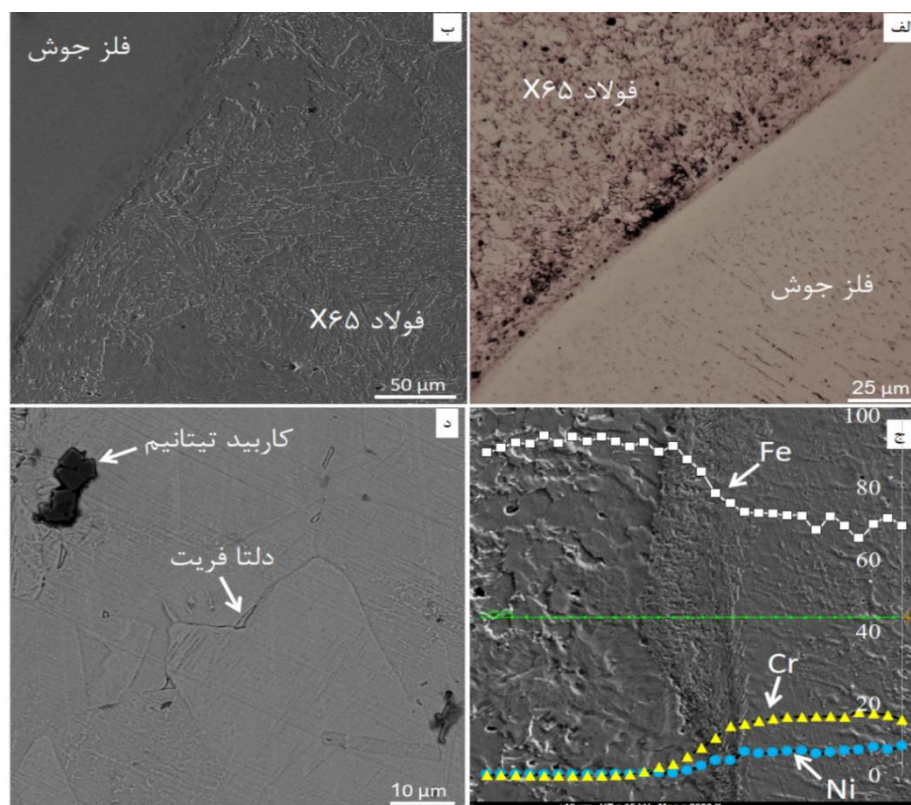 الف
فولاد X۶۵
فلز جوش
25 µm
ب
فلز جوش
فولاد X۶۵
50 µm
ج
100
80
60
40
20
0
Fe
Cr
Ni
د
کاربید تیتانیم
دلتا فریت
10 µm